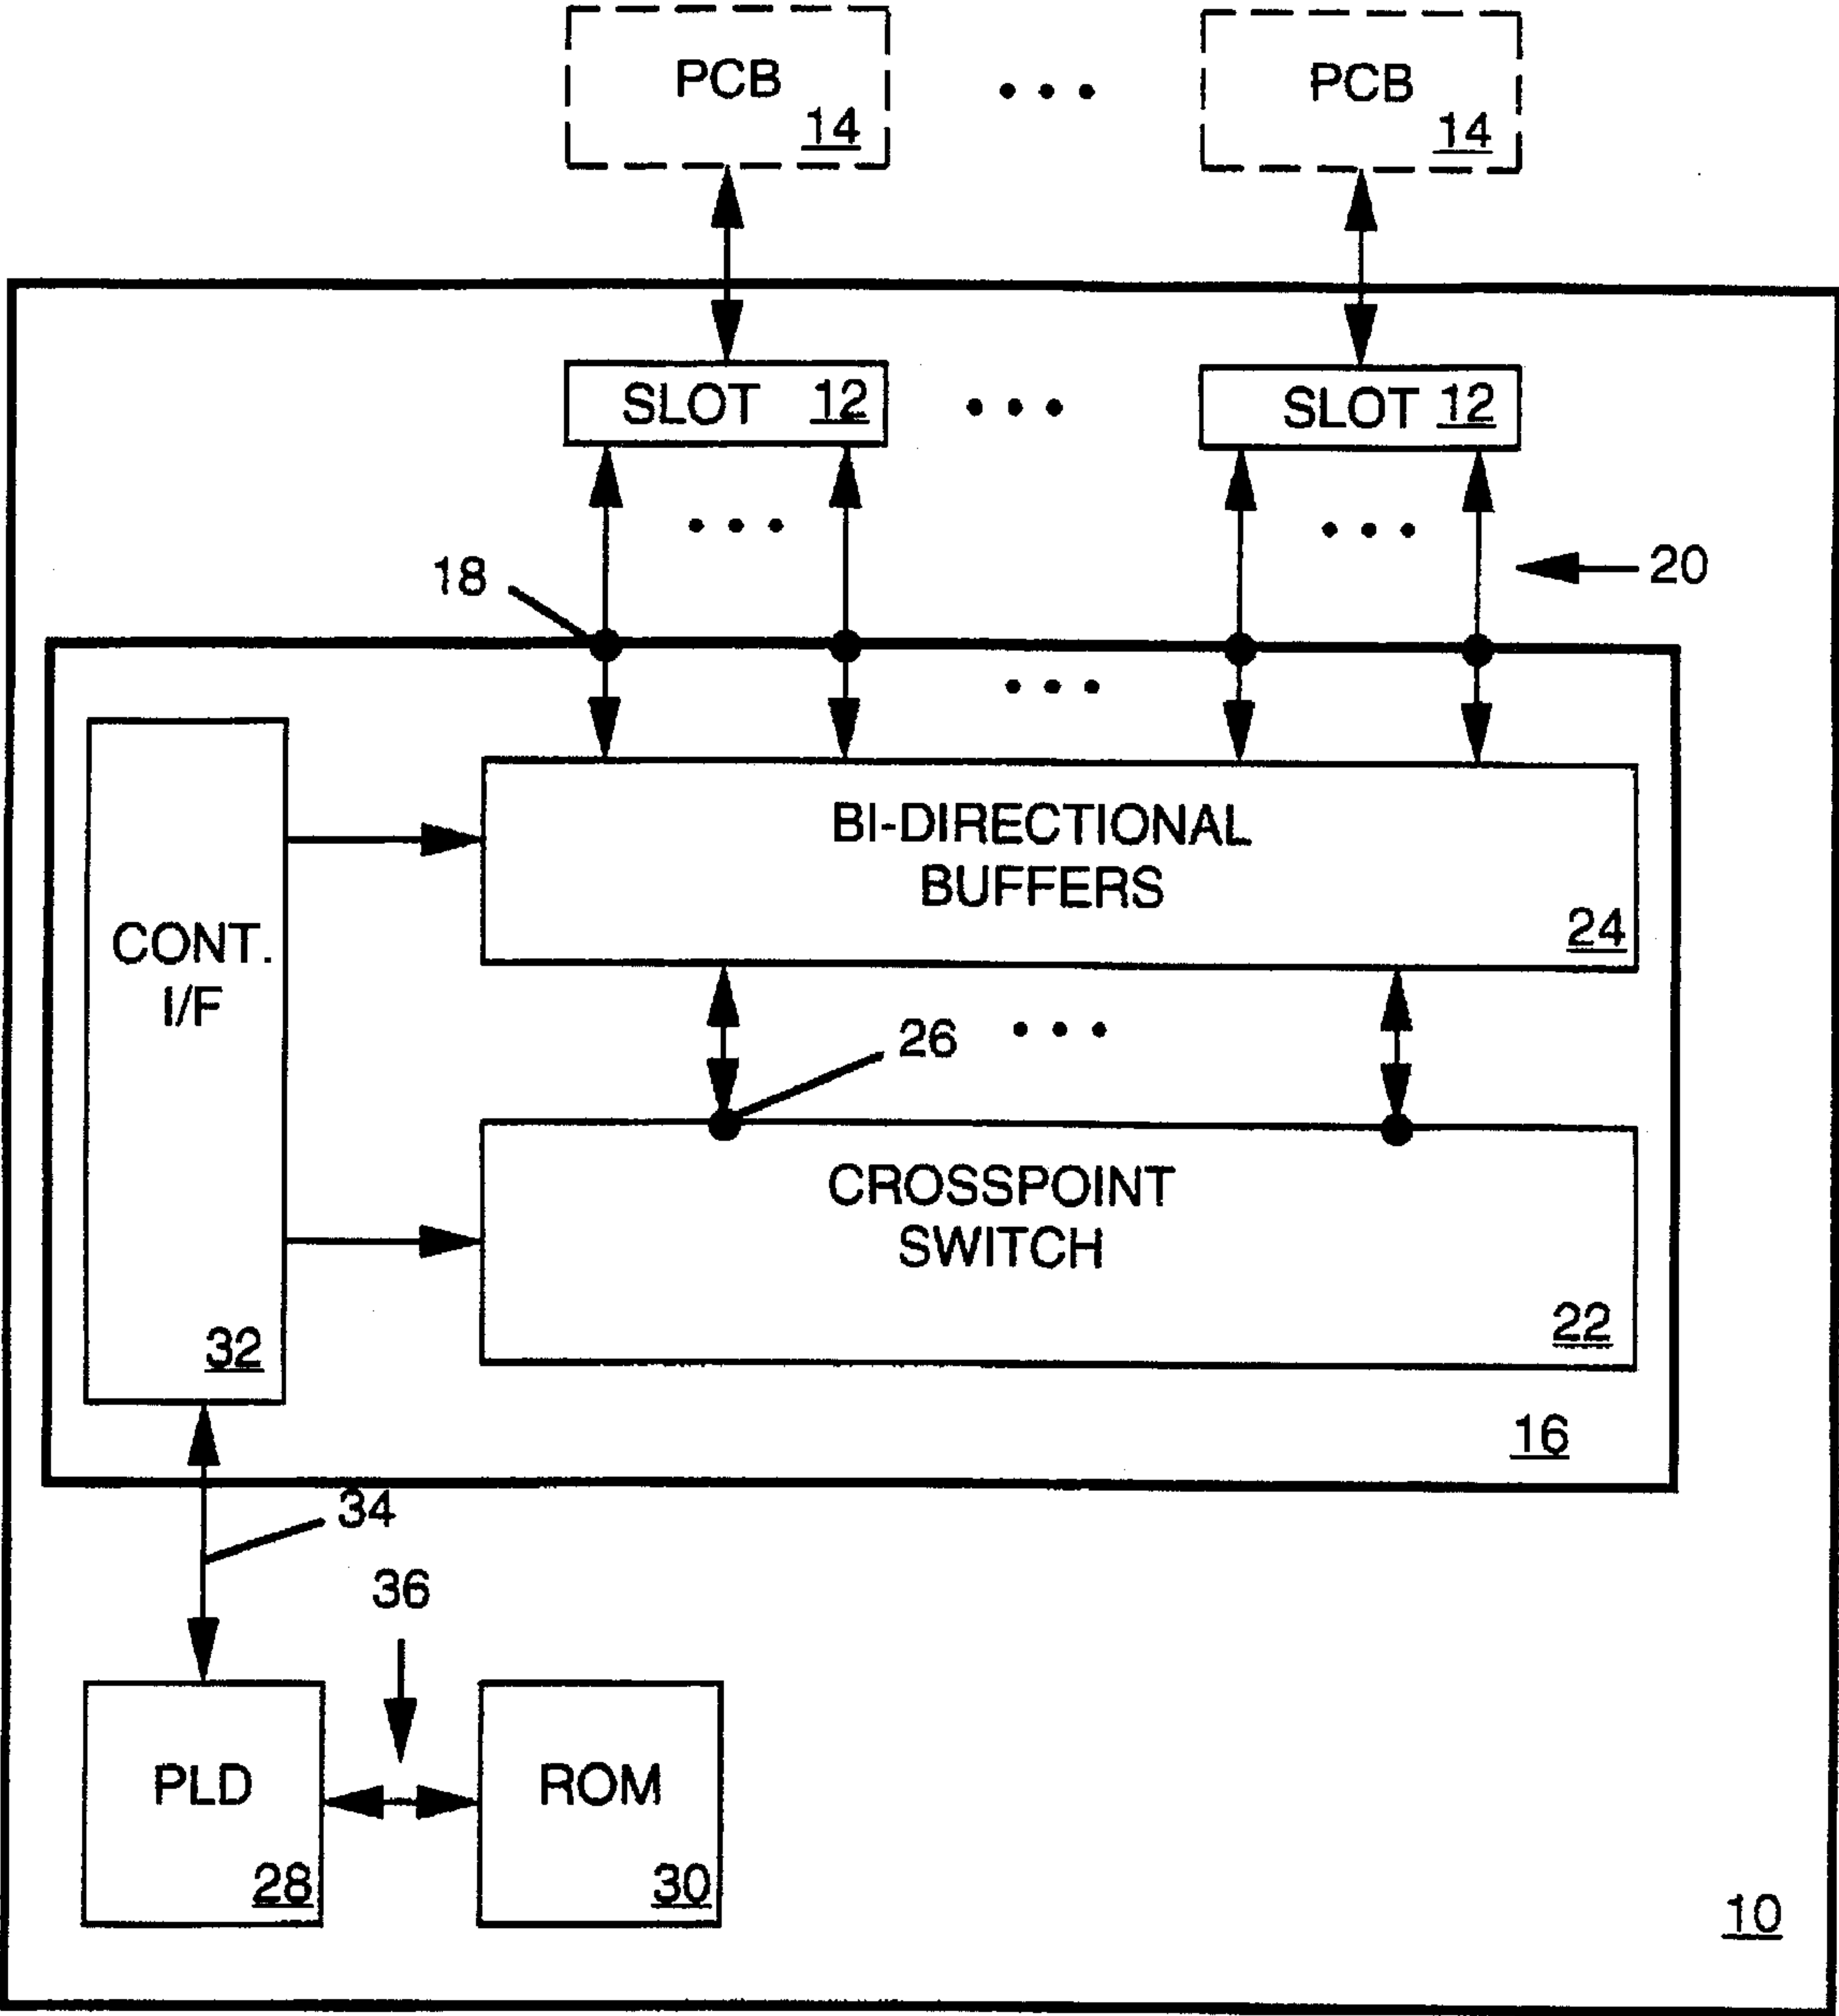 PCB
14
PCB
14
SLOT 12
SLOT 12
18
20
BI-DIRECTIONAL
BUFFERS
24
CONT.
I/F
32
26
CROSSPOINT
SWITCH
22
16
34
36
PLD
28
ROM
30
10